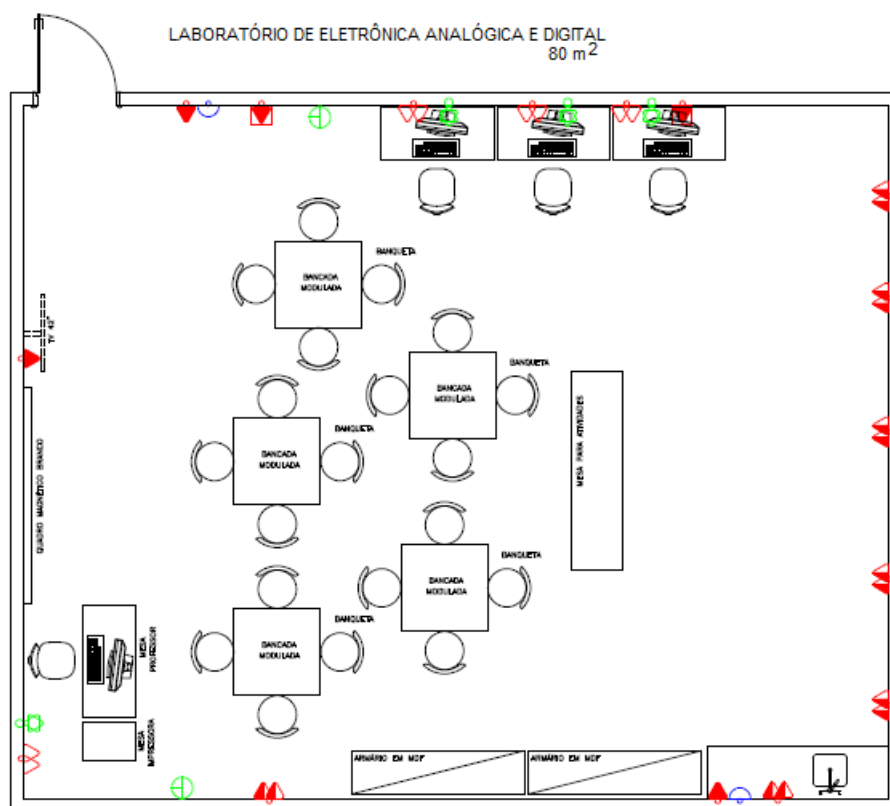 LABORATÓRIO DE ELETRÔNICA ANALÓGICA E DIGITAL
80 m²
BANCADA
MODULADA
BANQUETA
TV 42"
BANCADA
MODULADA
BANQUETA
BANCADA
MODULADA
BANQUETA
MESA PARA ATIVIDADES
QUADRO MAGNÉTICO BRANCO
BANCADA
MODULADA
BANQUETA
BANCADA
MODULADA
BANQUETA
MESA
PROFESSOR
MESA
IMPRESSORA
ARMÁRIO EM MDF
ARMÁRIO EM MDF